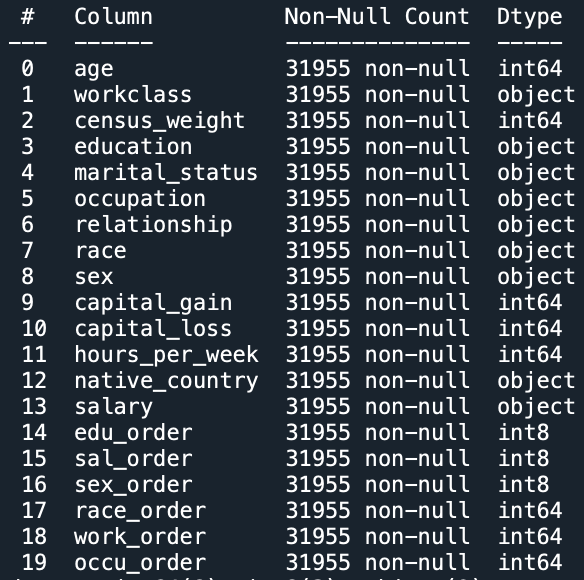 #   Column          Non-Null Count  Dtype
---  ------          --------------  -----
0   age             31955 non-null  int64
1   workclass       31955 non-null  object
2   census_weight   31955 non-null  int64
3   education       31955 non-null  object
4   marital_status  31955 non-null  object
5   occupation      31955 non-null  object
6   relationship    31955 non-null  object
7   race            31955 non-null  object
8   sex             31955 non-null  object
9   capital_gain    31955 non-null  int64
10  capital_loss    31955 non-null  int64
11  hours_per_week  31955 non-null  int64
12  native_country  31955 non-null  object
13  salary          31955 non-null  object
14  edu_order       31955 non-null  int8
15  sal_order       31955 non-null  int8
16  sex_order       31955 non-null  int8
17  race_order      31955 non-null  int64
18  work_order      31955 non-null  int64
19  occu_order      31955 non-null  int64